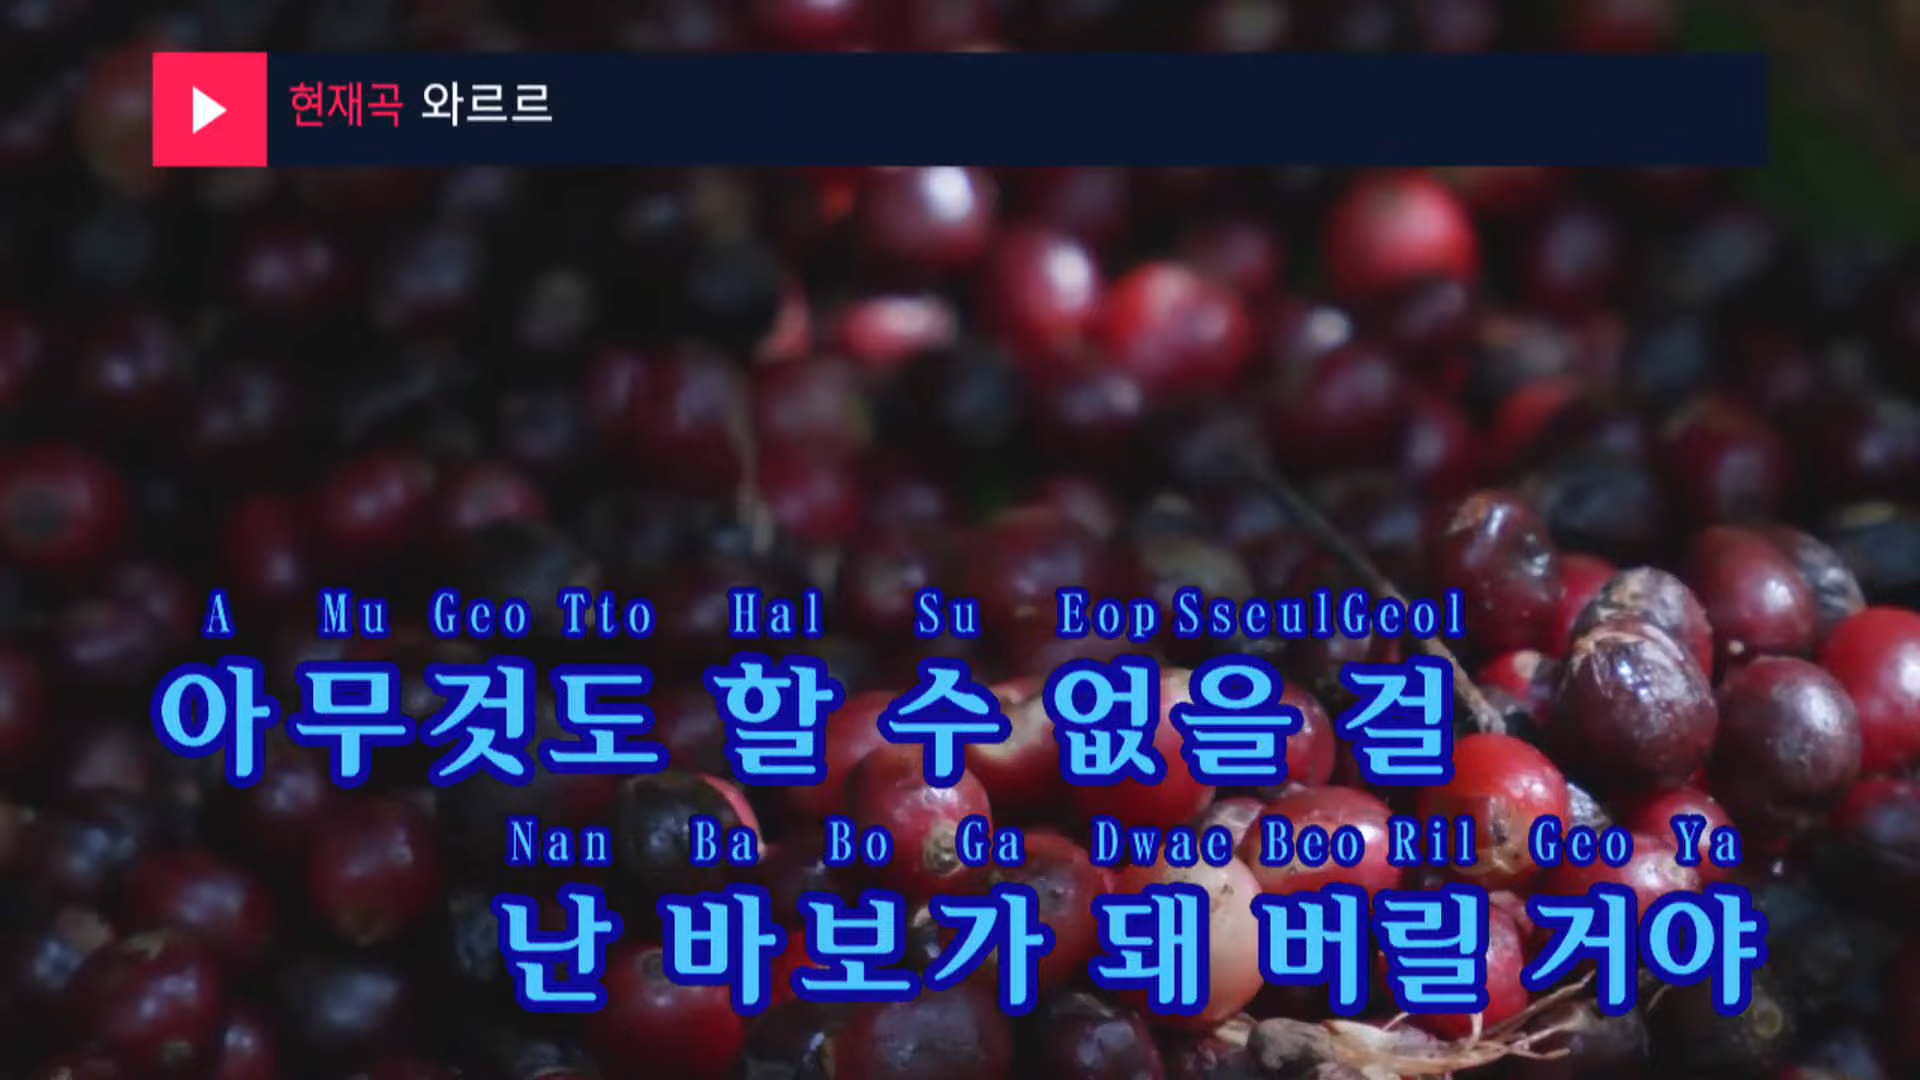 현재곡 와르르
A Mu Geo Tto Hal Su Eop Sseul Geol
아무것도 할 수 없을 걸
Nan Ba Bo Ga Dwae Beo Ril Geo Ya
난 바보가 돼 버릴 거야